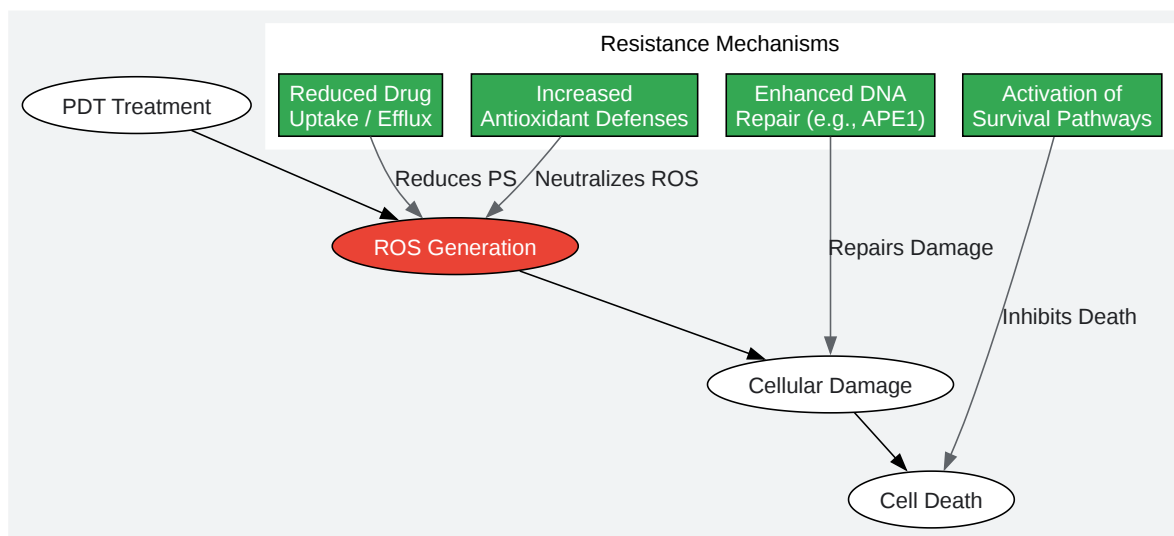 Resistance Mechanisms
PDT Treatment
Reduced Drug
Uptake / Efflux
Increased
Antioxidant Defenses
Enhanced DNA
Repair (e.g., APE1)
Activation of
Survival Pathways
Reduces PS
Neutralizes ROS
ROS Generation
Repairs Damage
Inhibits Death
Cellular Damage
Cell Death